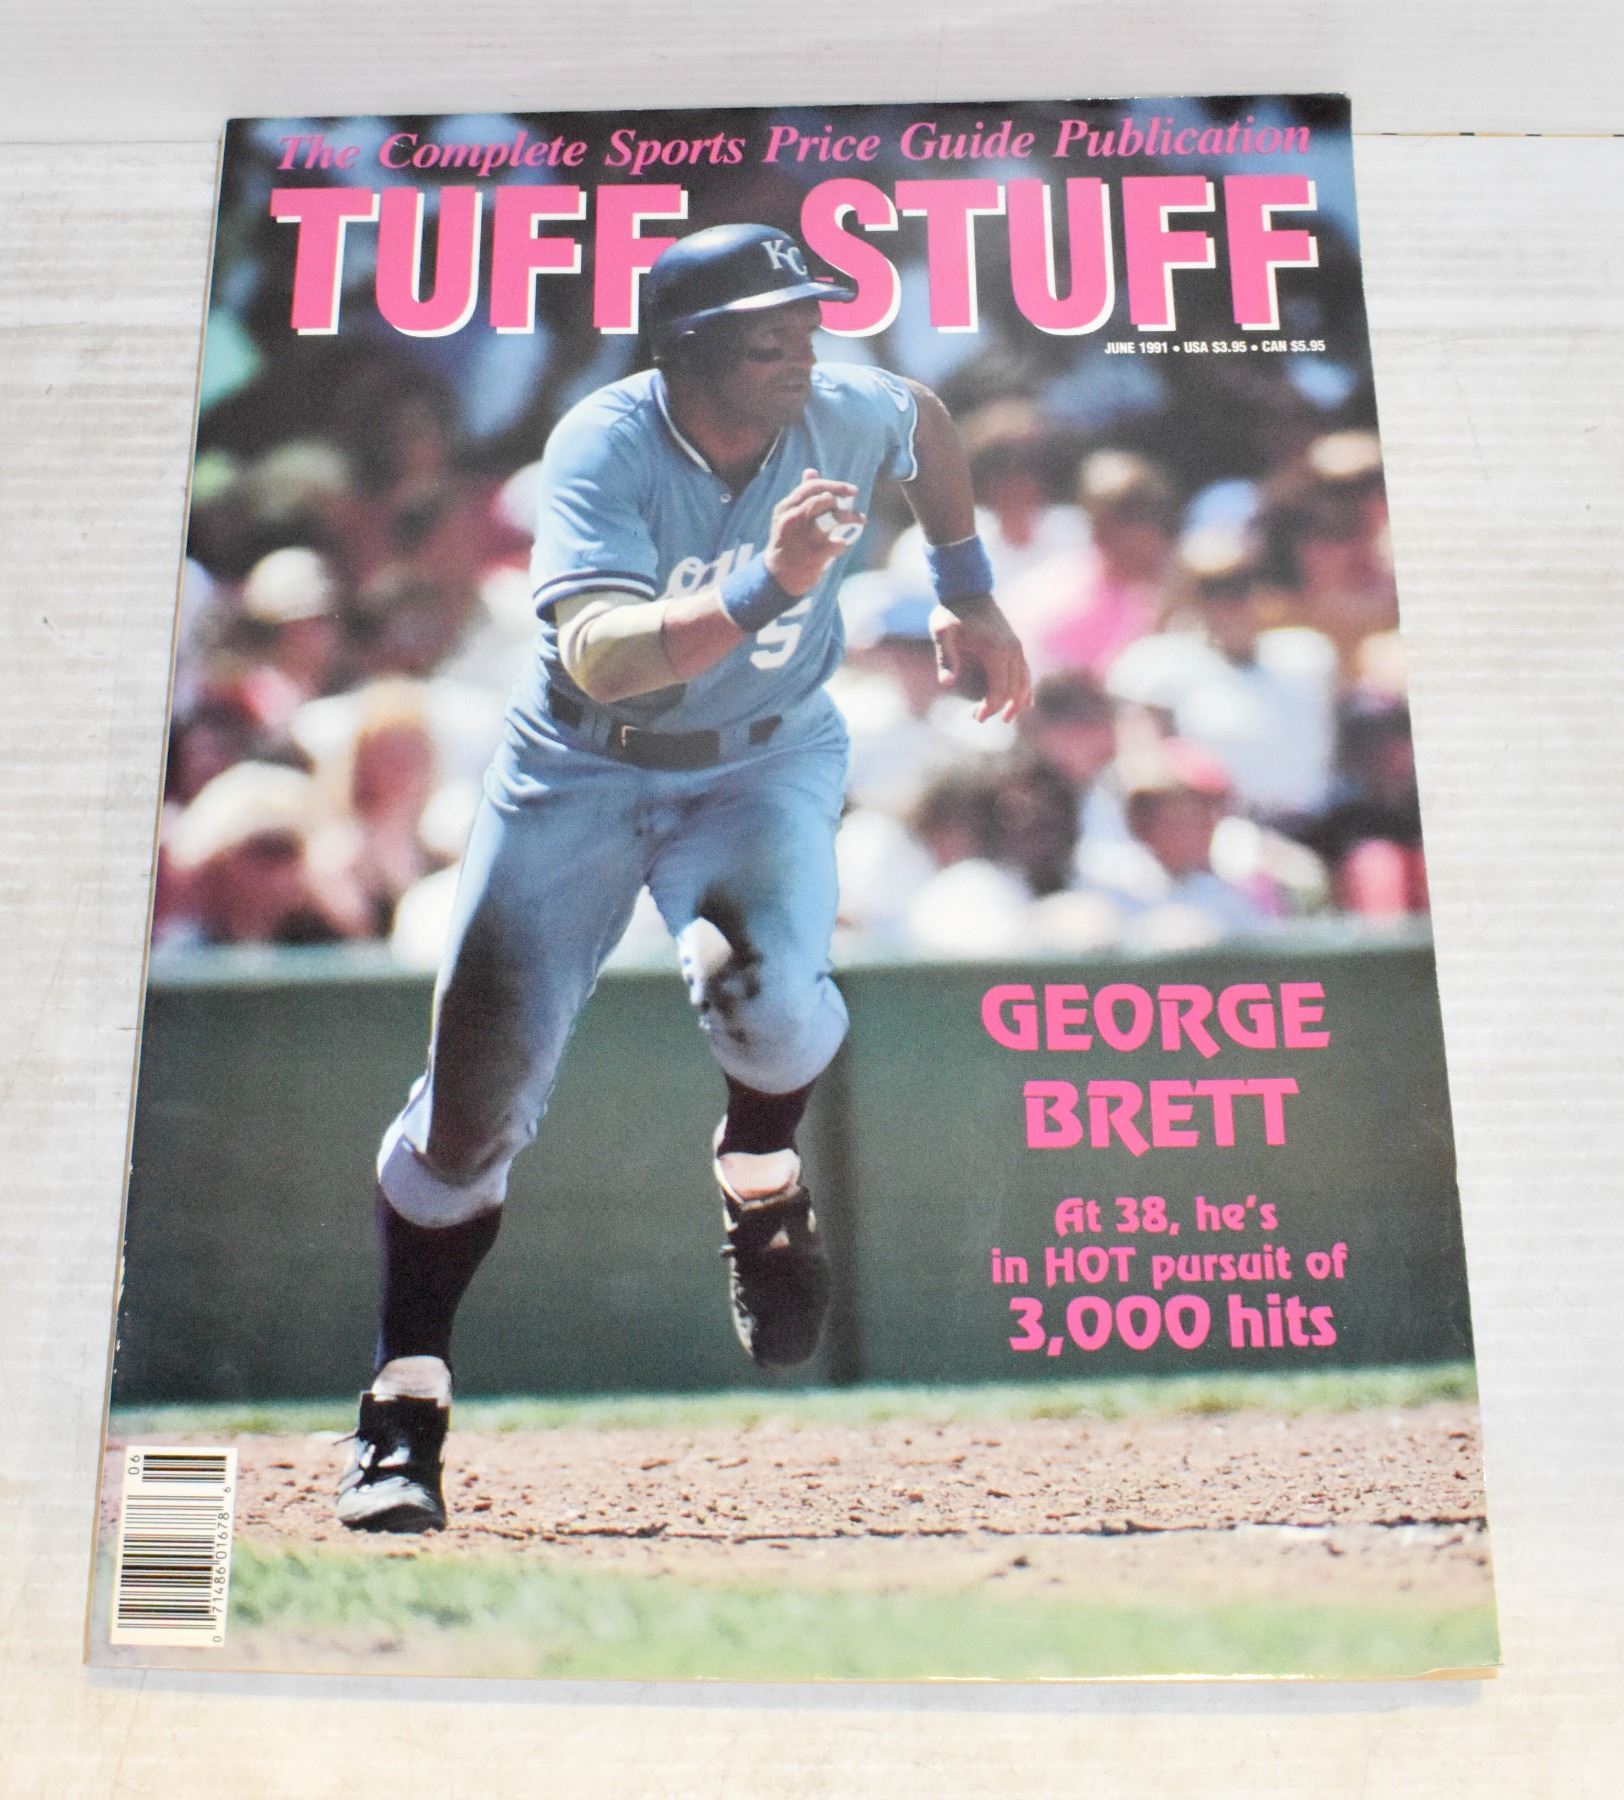 The Complete Sports Price Guide Publication
TUFF STUFF
JUNE 1991 • USA $3.95 • CAN $5.95
KC
5
GEORGE
BRETT
At 38, he's
in HOT pursuit of
3,000 hits
06
0 71486 01678 6